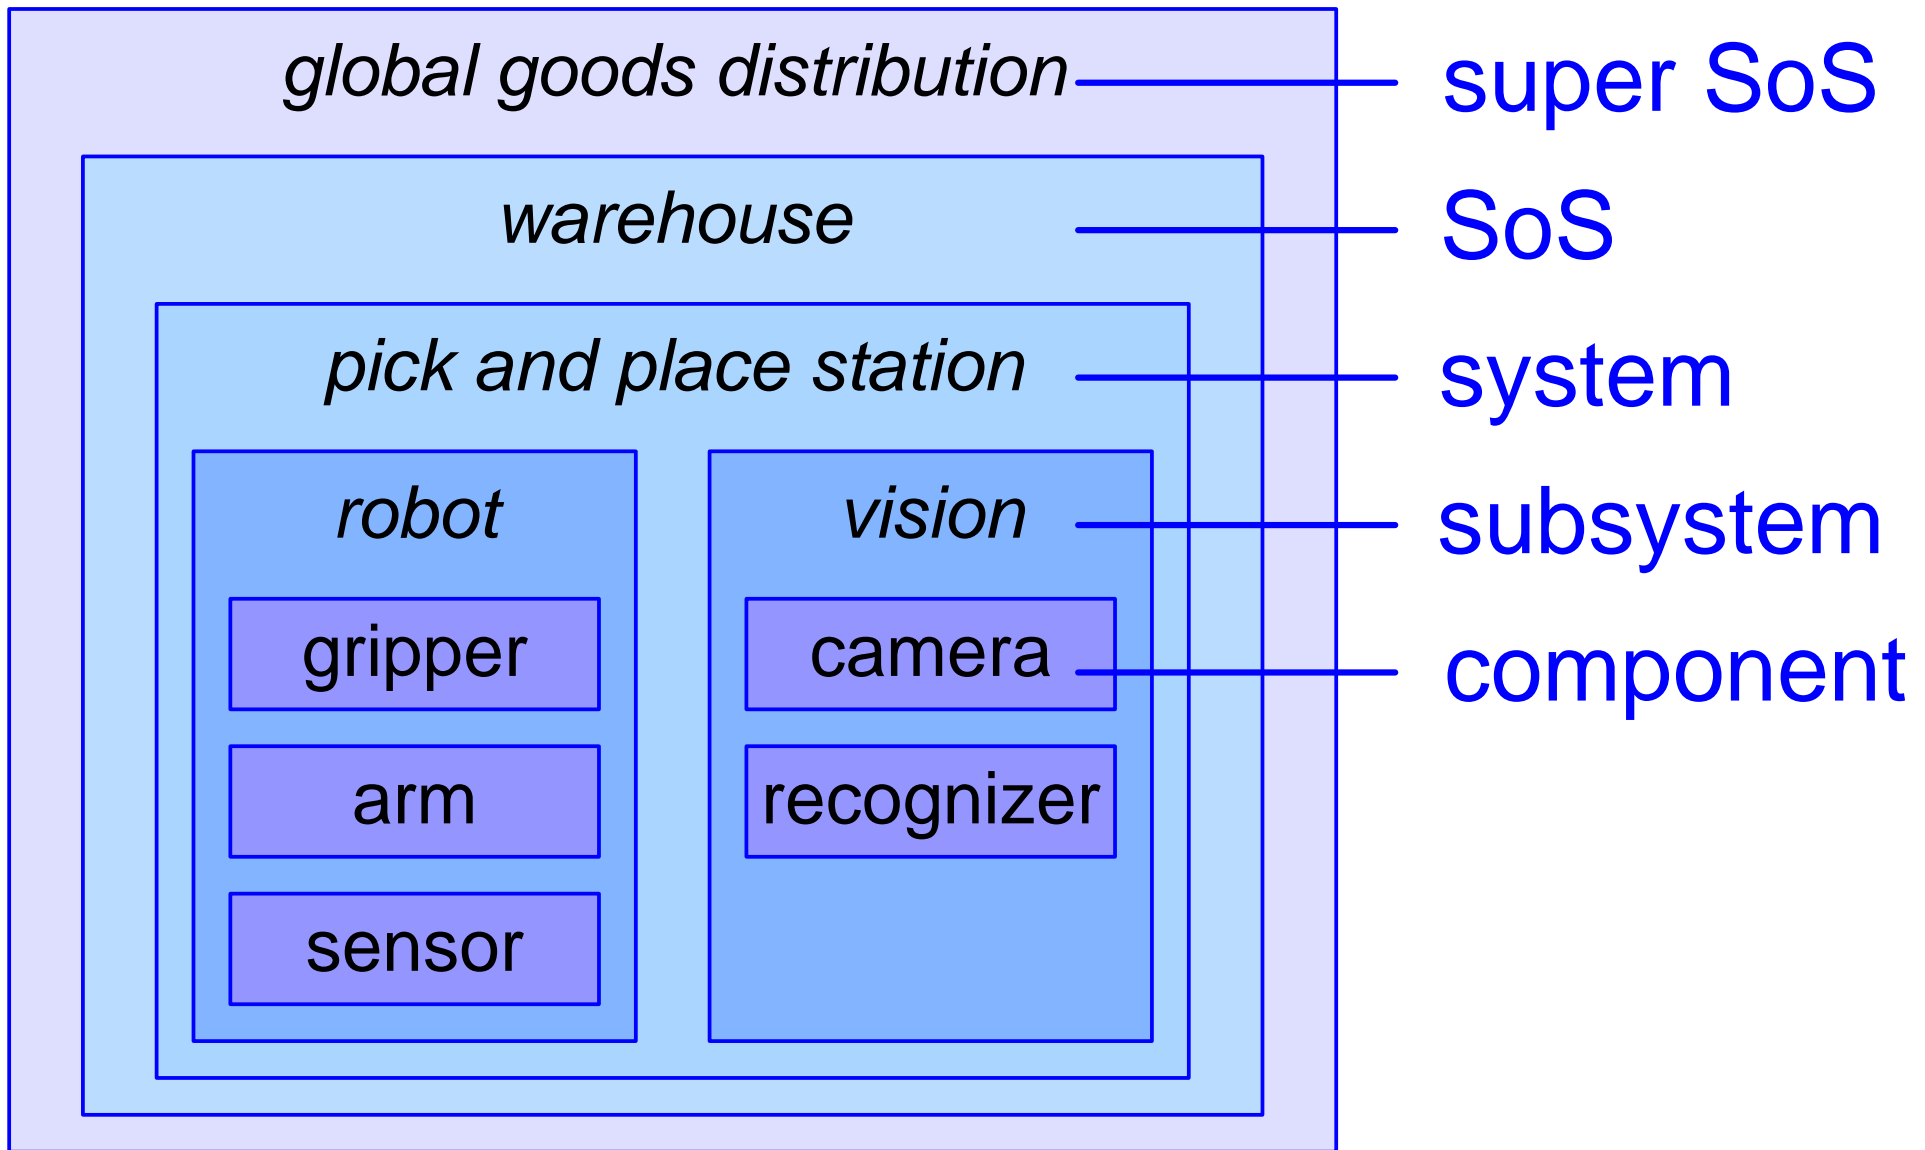 global goods distribution
super SoS
warehouse
SoS
pick and place station
system
robot
vision
subsystem
gripper
camera
component
arm
recognizer
sensor